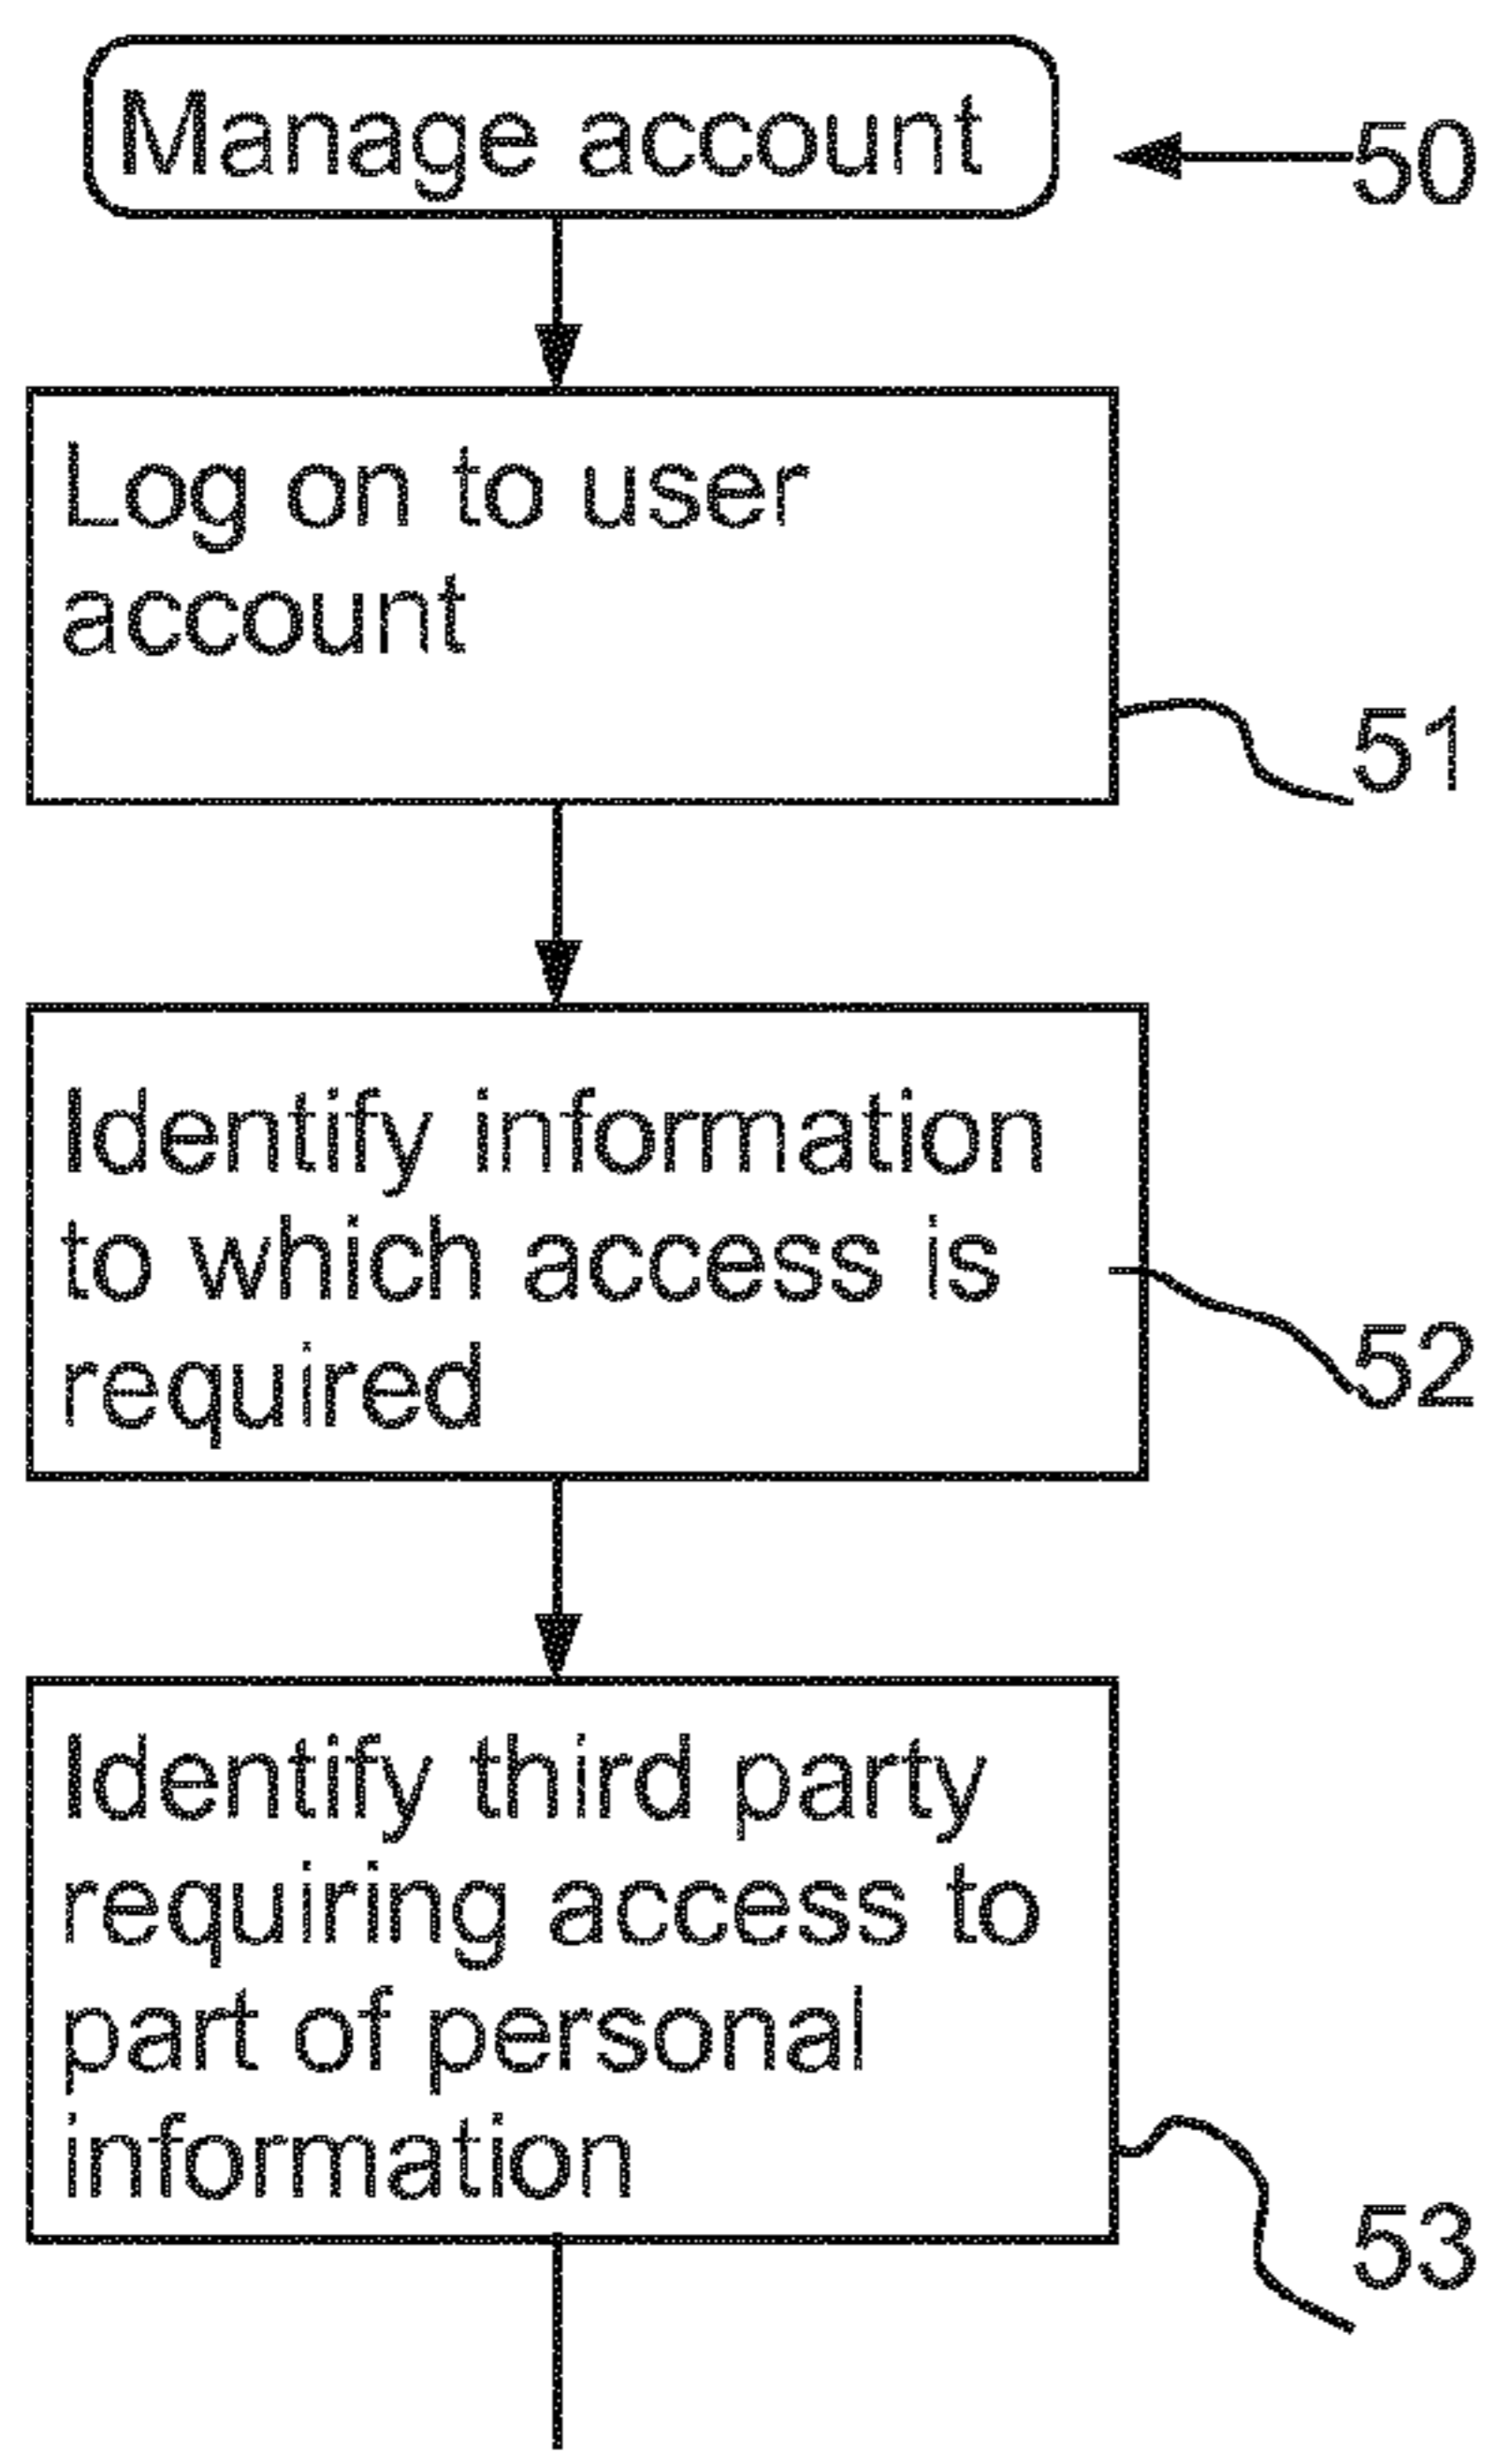 Manage account
50
Log on to user
account
51
Identify information
to which access is
required
52
Identify third party
requiring access to
part of personal
information
53